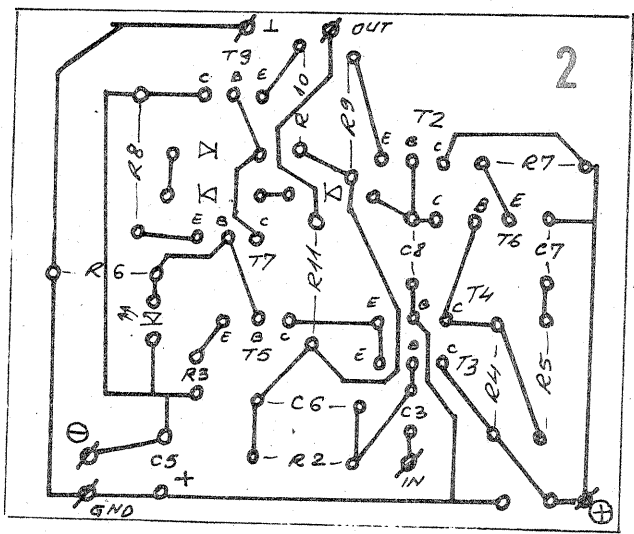 ⊥
OUT
T9
2
C
B
E
R10
R9
T2
E
B
C
R8
R7
E
B
C
C
B
E
T7
T6
C8
C7
R6
R11
E
B
C
E
B
C
T4
T5
R3
E
B
C
T3
R4
R5
C6
C3
⊖
C5
R2
IN
+
GND
⊕